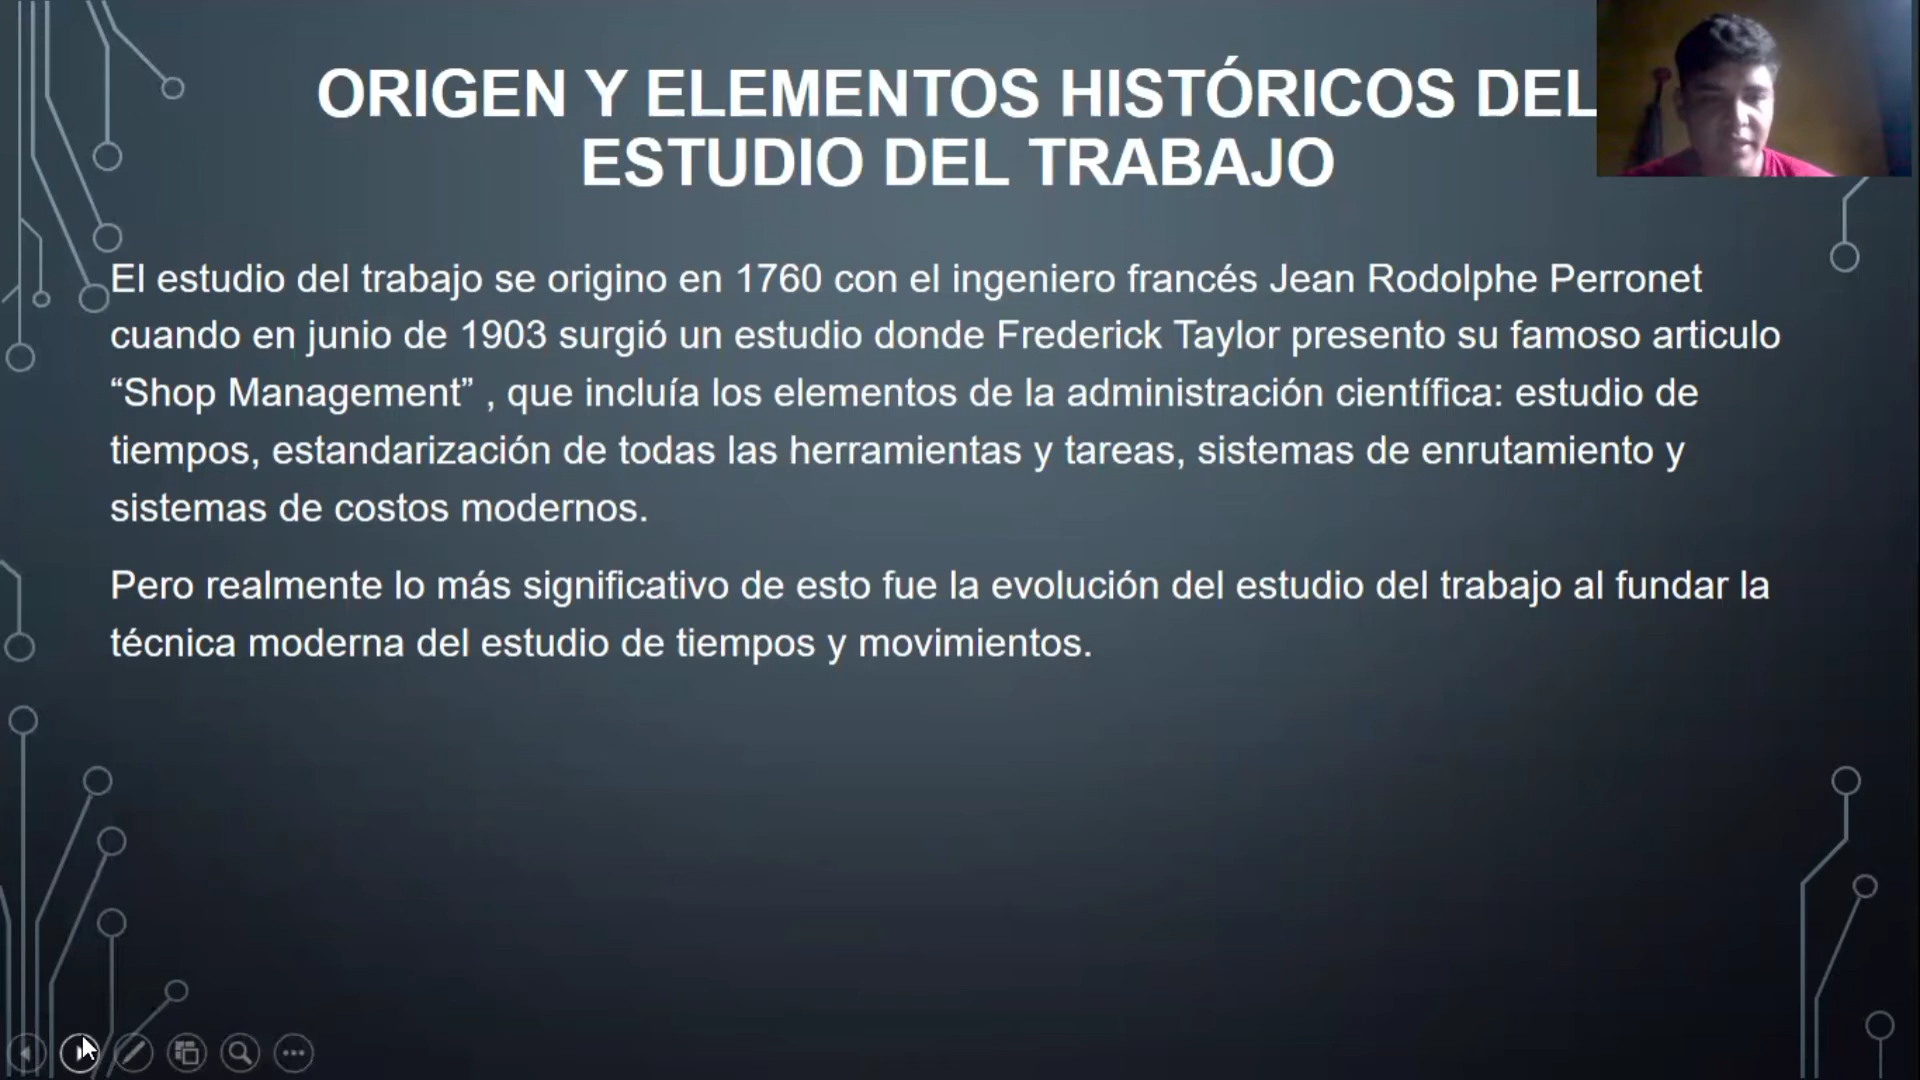 ORIGEN Y ELEMENTOS HISTÓRICOS DEL
ESTUDIO DEL TRABAJO
El estudio del trabajo se origino en 1760 con el ingeniero francés Jean Rodolphe Perronet
cuando en junio de 1903 surgió un estudio donde Frederick Taylor presento su famoso articulo
“Shop Management” , que incluía los elementos de la administración científica: estudio de
tiempos, estandarización de todas las herramientas y tareas, sistemas de enrutamiento y
sistemas de costos modernos.
Pero realmente lo más significativo de esto fue la evolución del estudio del trabajo al fundar la
técnica moderna del estudio de tiempos y movimientos.